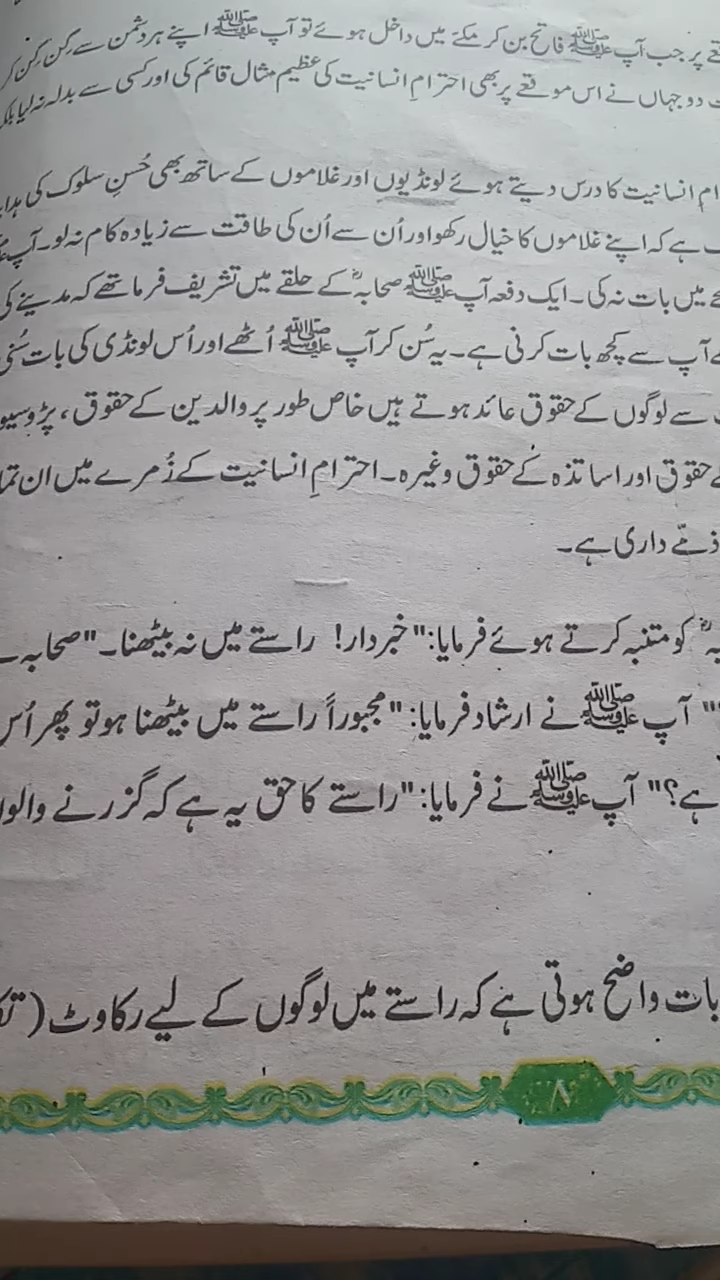 پر جب آپ ﷺ فاتح بن کر مکے میں داخل ہوئے تو آپ ﷺ اپنے ہر دشمن سے گِن گِن کر
دو جہاں نے اس موقعے پر بھی احترامِ انسانیت کی عظیم مثال قائم کی اور کسی سے بدلہ نہ لیا بلکہ
انسانیت کا درس دیتے ہوئے لونڈیوں اور غلاموں کے ساتھ بھی حُسنِ سلوک کی
ہے کہ اپنے غلاموں کا خیال رکھو اور اُن سے اُن کی طاقت سے زیادہ کام نہ لو۔ آپ
میں بات نہ کی۔ ایک دفعہ آپ ﷺ صحابہؓ کے حلقے میں تشریف فرما تھے کہ مدینے کی
آپ سے کچھ بات کرنی ہے۔ یہ سُن کر آپ ﷺ اُٹھے اور اُس لونڈی کی بات سُنی
سے لوگوں کے حقوق عائد ہوتے ہیں خاص طور پر والدین کے حقوق، پڑوسیو
حقوق اور اساتذہ کے حقوق وغیرہ۔ احترامِ انسانیت کے زُمرے میں ان
ذمّے داری ہے۔
کو متنبہ کرتے ہوئے فرمایا: "خبردار! راستے میں نہ بیٹھنا۔" صحابہ
" آپ ﷺ نے ارشاد فرمایا: "مجبوراً راستے میں بیٹھنا ہو تو پھر اُس
ہے؟" آپ ﷺ نے فرمایا: "راستے کا حق یہ ہے کہ گزرنے والو
بات واضح ہوتی ہے کہ راستے میں لوگوں کے لیے رکاوٹ (
۸